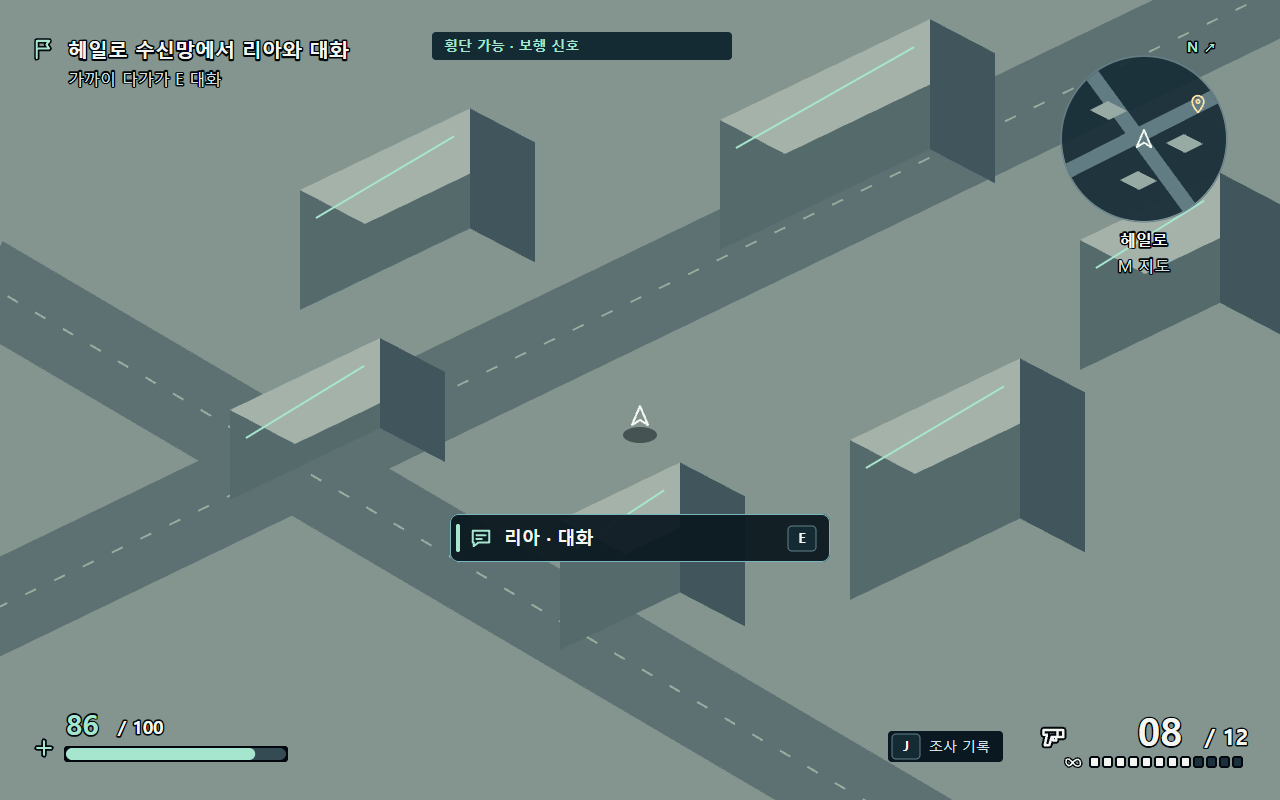 헤일로 수신망에서 리아와 대화
가까이 다가가 E 대화
횡단 가능 · 보행 신호
N ↗
헤일로
M 지도
리아 · 대화
E
86 / 100
J 조사 기록
08 / 12